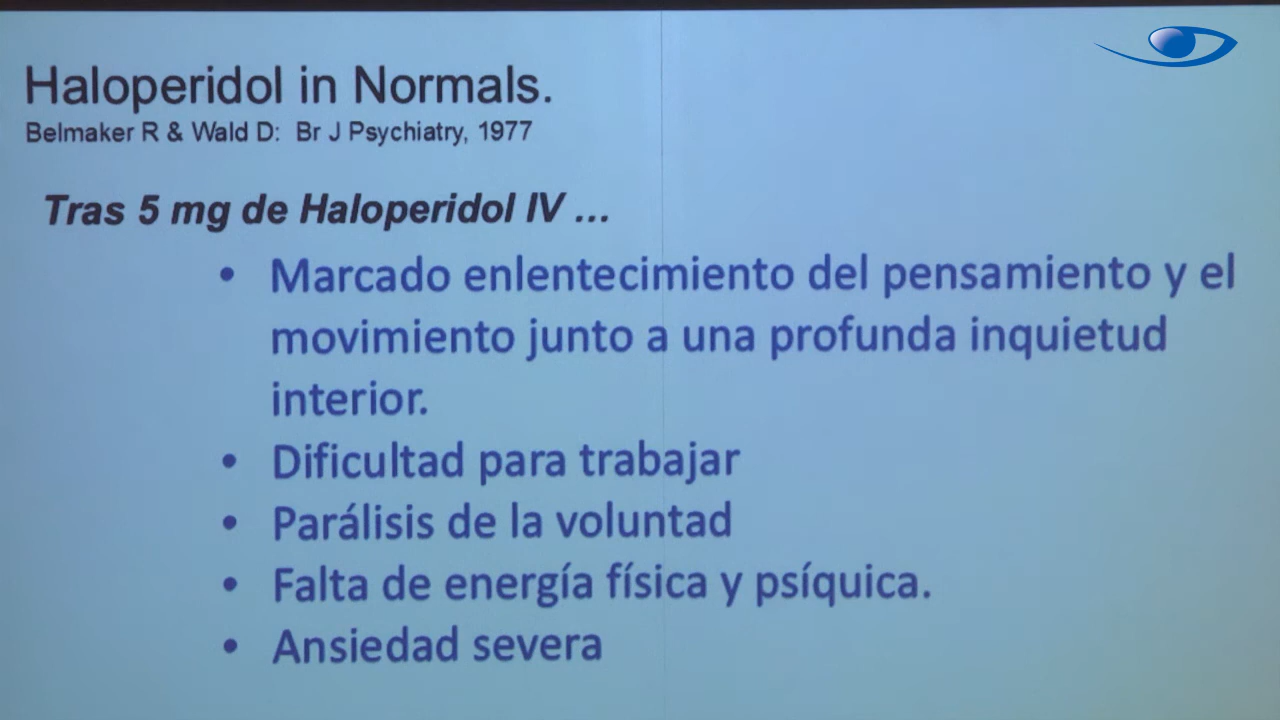 Haloperidol in Normals.
Belmaker R & Wald D: Br J Psychiatry, 1977
Tras 5 mg de Haloperidol IV ...
• Marcado enlentecimiento del pensamiento y el
movimiento junto a una profunda inquietud
interior.
• Dificultad para trabajar
• Parálisis de la voluntad
• Falta de energía física y psíquica.
• Ansiedad severa